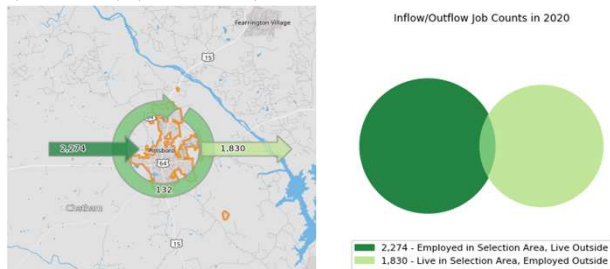 Fearrington Village
15
64
2,274
Pittsboro
1,830
64
132
Chatham
15
Inflow/Outflow Job Counts in 2020
2,274 - Employed in Selection Area, Live Outside
1,830 - Live in Selection Area, Employed Outside